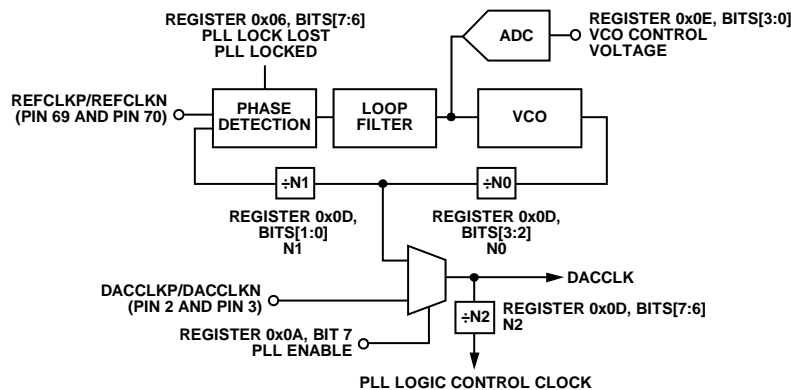 REGISTER 0x06, BITS[7:6]
PLL LOCK LOST
PLL LOCKED
ADC
REGISTER 0x0E, BITS[3:0]
VCO CONTROL
VOLTAGE
REFCLKP/REFCLKN
(PIN 69 AND PIN 70)
PHASE
DETECTION
LOOP
FILTER
VCO
÷N1
÷N0
REGISTER 0x0D,
BITS[1:0]
N1
REGISTER 0x0D,
BITS[3:2]
N0
DACCLK
DACCLKP/DACCLKN
(PIN 2 AND PIN 3)
÷N2
REGISTER 0x0D, BITS[7:6]
N2
REGISTER 0x0A, BIT 7
PLL ENABLE
PLL LOGIC CONTROL CLOCK